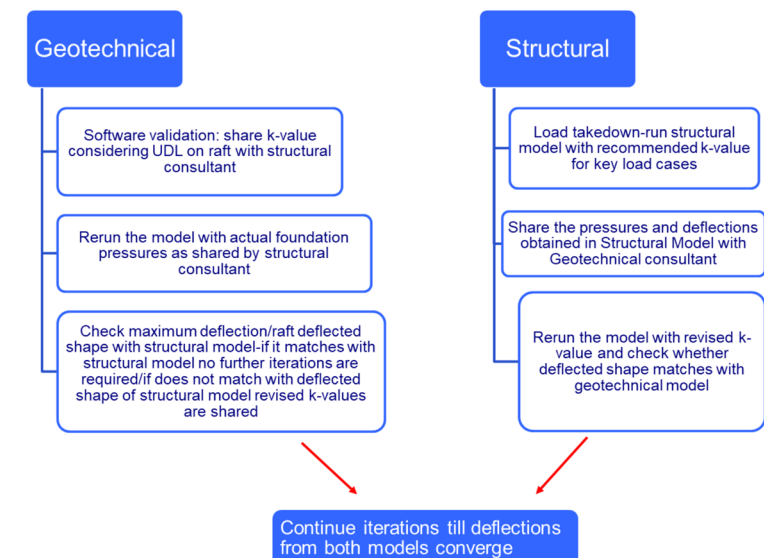 Geotechnical
Software validation: share k-value
considering UDL on raft with structural
consultant
Rerun the model with actual foundation
pressures as shared by structural
consultant
Check maximum deflection/raft deflected
shape with structural model-if it matches with
structural model no further iterations are
required/if does not match with deflected
shape of structural model revised k-values
are shared
Structural
Load takedown-run structural
model with recommended k-value
for key load cases
Share the pressures and deflections
obtained in Structural Model with
Geotechnical consultant
Rerun the model with revised k-
value and check whether
deflected shape matches with
geotechnical model
Continue iterations till deflections
from both models converge